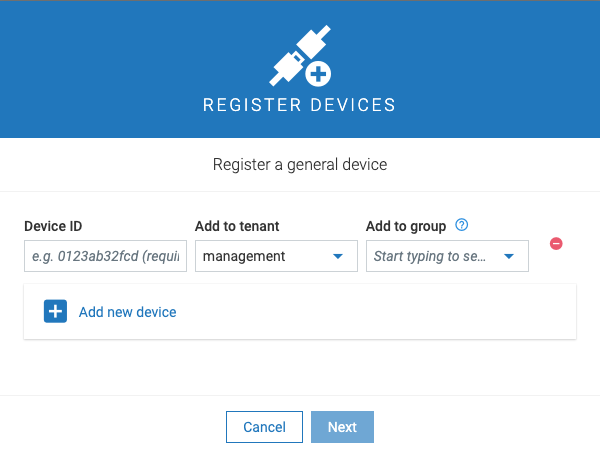 REGISTER DEVICES
Register a general device
Device ID Add to tenant Add to group ?
e.g. 0123ab32fcd (requi management Start typing to se...
Add new device
Cancel Next